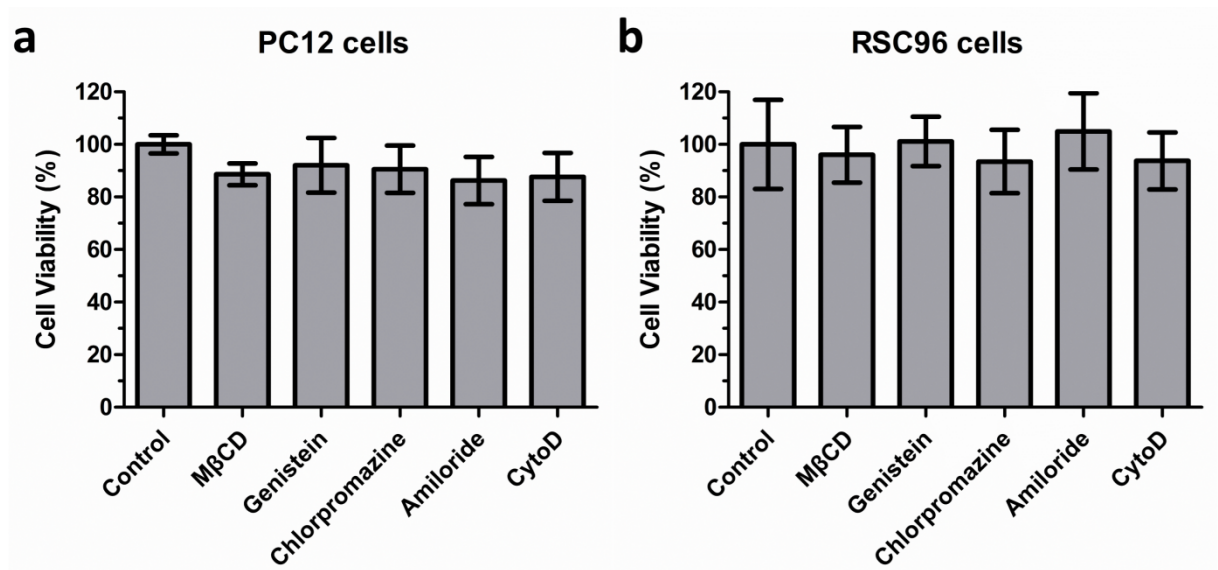 a
PC12 cells
Cell Viability (%)
120
100
80
60
40
20
0
Control
MβCD
Genistein
Chlorpromazine
Amiloride
CytoD
b
RSC96 cells
Cell Viability (%)
120
100
80
60
40
20
0
Control
MβCD
Genistein
Chlorpromazine
Amiloride
CytoD